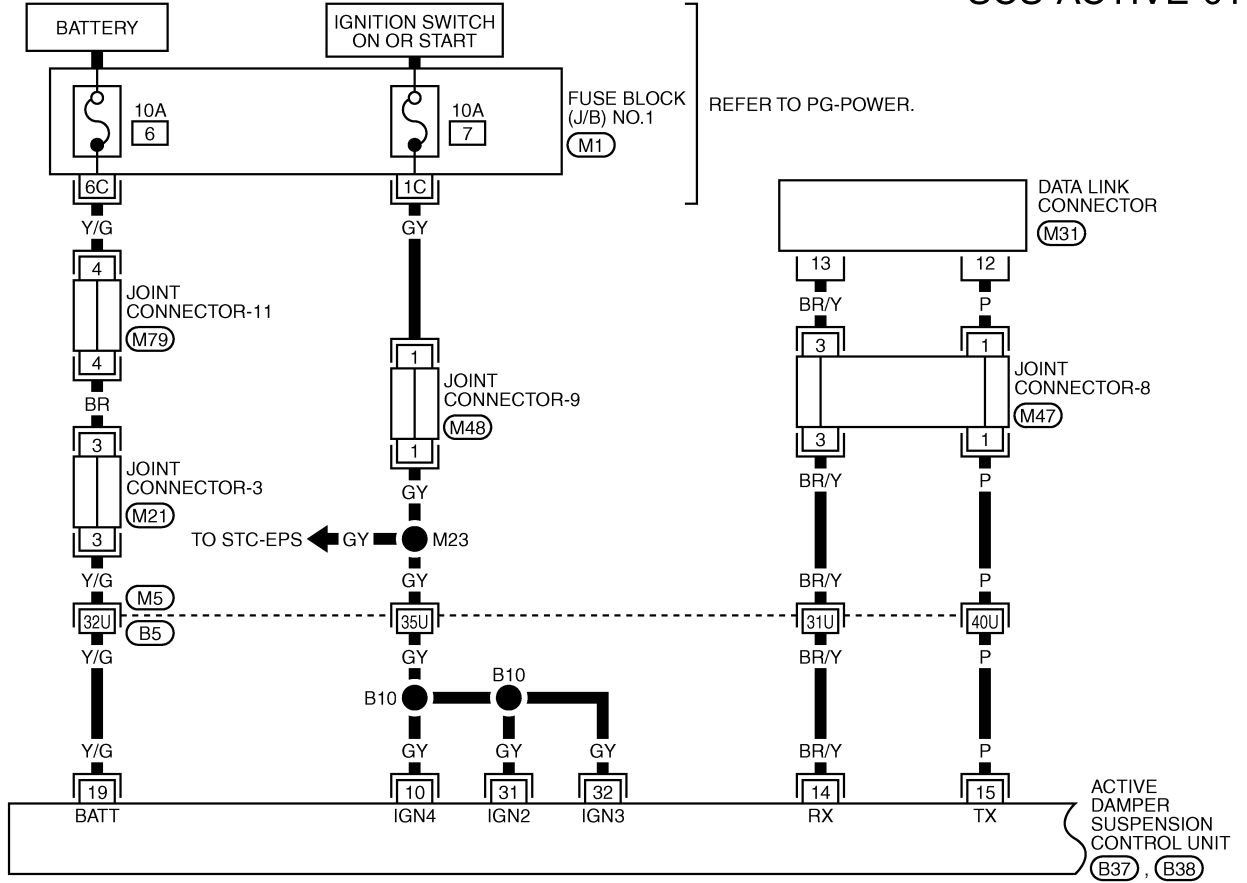 BATTERY
IGNITION SWITCH
ON OR START
10A
6
10A
7
FUSE BLOCK
(J/B) NO.1
M1
REFER TO PG-POWER.
6C
1C
Y/G
GY
DATA LINK
CONNECTOR
M31
13
12
BR/Y
P
4
JOINT
CONNECTOR-11
M79
4
BR
1
JOINT
CONNECTOR-9
M48
1
GY
3
1
JOINT
CONNECTOR-8
M47
3
1
BR/Y
P
3
JOINT
CONNECTOR-3
M21
3
TO STC-EPS
GY
M23
Y/G
GY
BR/Y
P
M5
32U
35U
31U
40U
B5
Y/G
GY
BR/Y
P
B10
B10
Y/G
GY
GY
GY
BR/Y
P
19
10
31
32
14
15
BATT
IGN4
IGN2
IGN3
RX
TX
ACTIVE
DAMPER
SUSPENSION
CONTROL UNIT
B37 , B38